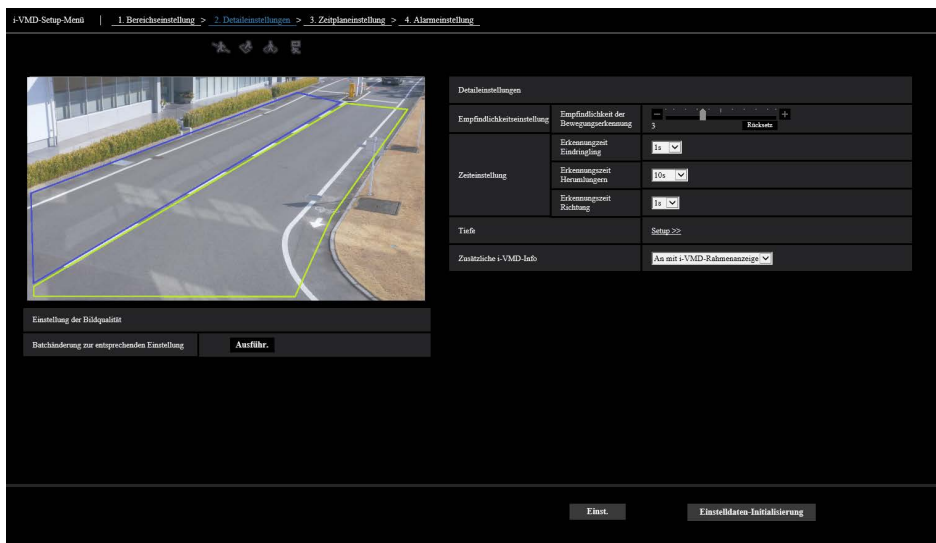 i-VMD-Setup-Menü | 1. Bereichseinstellung > 2. Detaileinstellungen > 3. Zeitplaneinstellung > 4. Alarmeinstellung
Detaileinstellungen
Empfindlichkeitseinstellung
Empfindlichkeit der
Bewegungserkennung
3
Rücksetz
Zeiteinstellung
Erkennungzeit
Eindringling
1s
Erkennungszeit
Herumlungern
10s
Erkennungszeit
Richtung
1s
Tiefe
Setup >>
Zusätzliche i-VMD-Info
An mit i-VMD-Rahmenanzeige
Einstellung der Bildqualität
Batchänderung zur entsprechenden Einstellung
Ausführ.
Einst.
Einstelldaten-Initialisierung